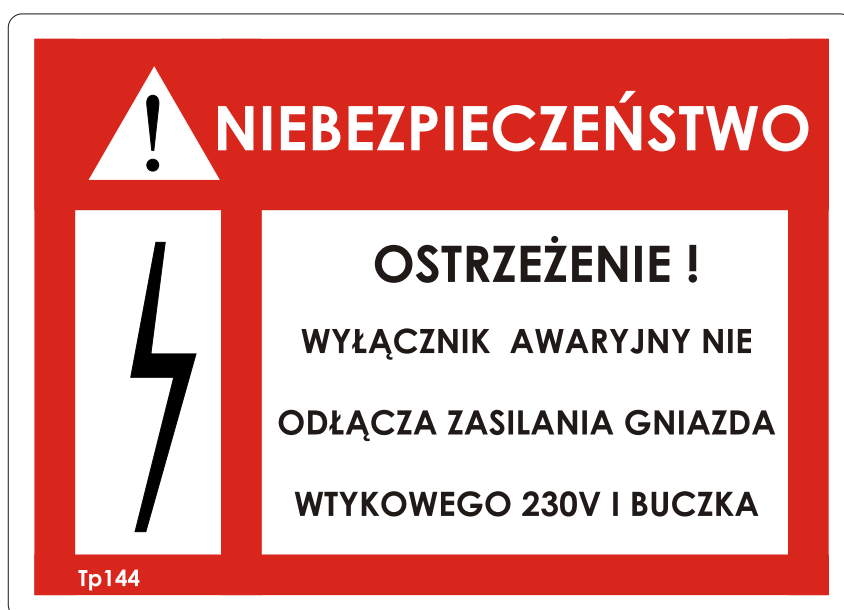 NIEBEZPIECZEŃSTWO
OSTRZEŻENIE !
WYŁĄCZNIK AWARYJNY NIE
ODŁĄCZA ZASILANIA GNIAZDA
WTYKOWEGO 230V I BUCZKA
Tp144